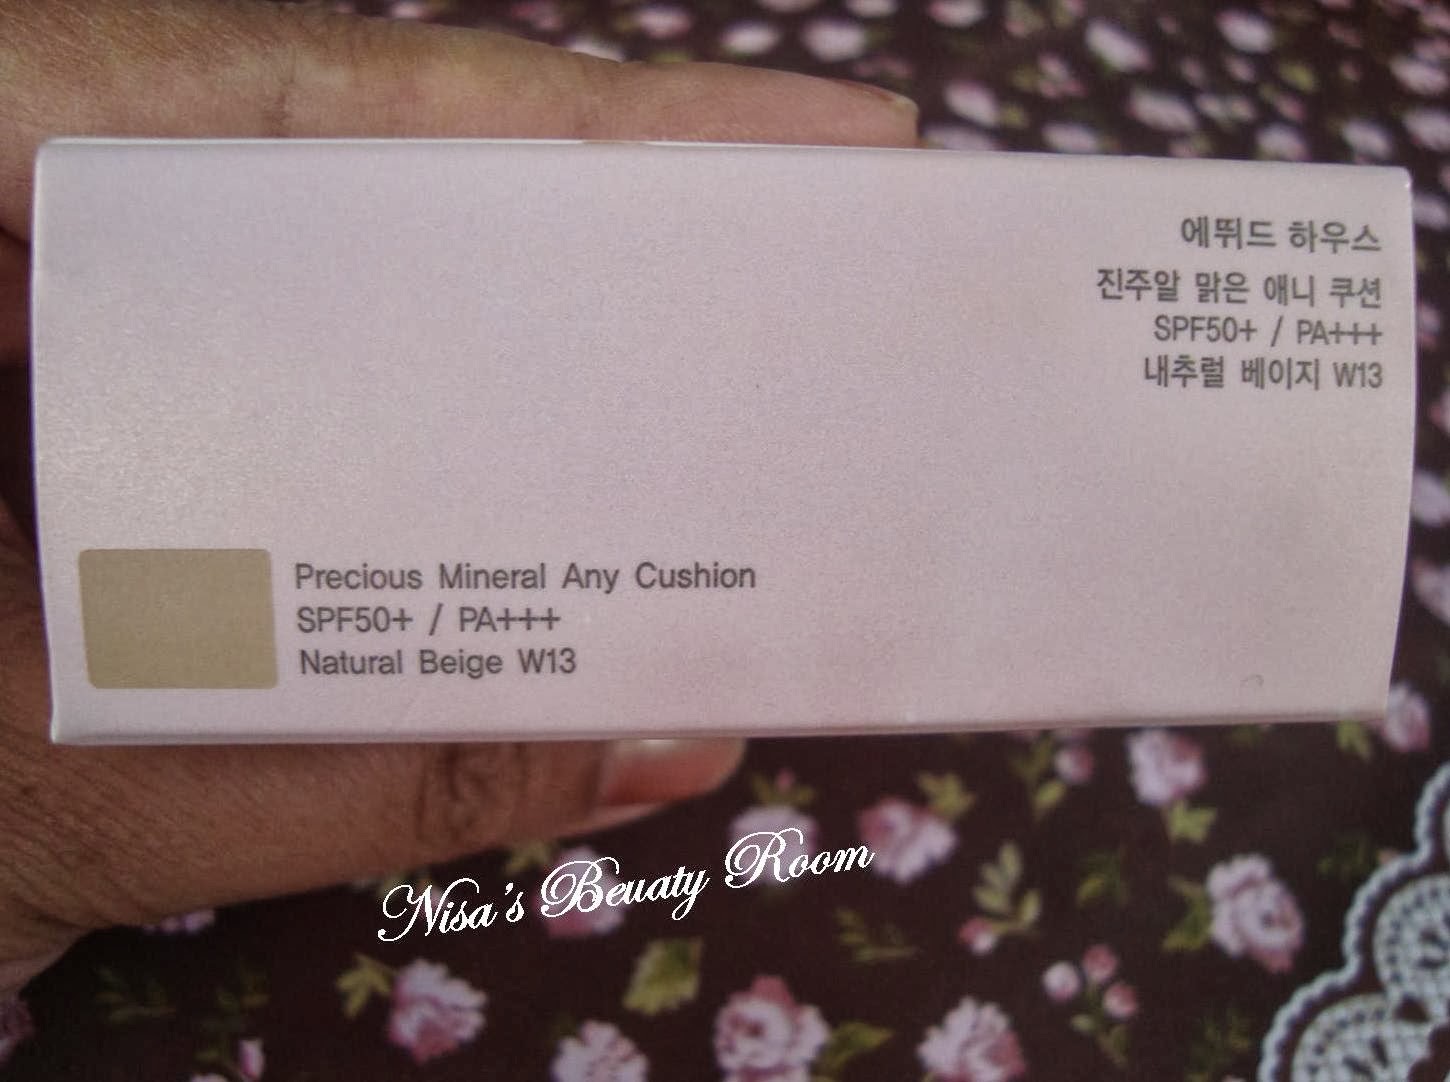 에뛰드 하우스
진주알 맑은 애니 쿠션
SPF50+ / PA+++
내추럴 베이지 W13
Precious Mineral Any Cushion
SPF50+ / PA+++
Natural Beige W13
Nisa's Beuaty Room